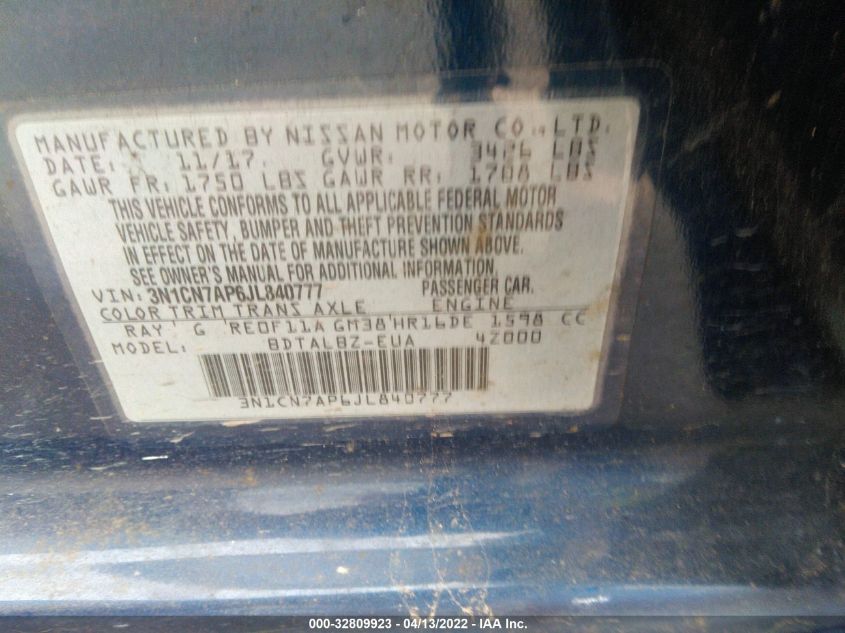 MANUFACTURED BY NISSAN MOTOR CO., LTD.
DATE: 11/17 GVWR: 3426 LBS
GAWR FR: 1750 LBS GAWR RR: 1708 LBS
THIS VEHICLE CONFORMS TO ALL APPLICABLE FEDERAL MOTOR
VEHICLE SAFETY, BUMPER AND THEFT PREVENTION STANDARDS
IN EFFECT ON THE DATE OF MANUFACTURE SHOWN ABOVE.
SEE OWNER'S MANUAL FOR ADDITIONAL INFORMATION.
VIN: 3N1CN7AP6JL840777 PASSENGER CAR.
COLOR TRIM TRANS AXLE ENGINE
RAY G RE0F11A GM38 HR16DE 1598 CC
MODEL: BDTALBZ-EUA 4Z000
3N1CN7AP6JL840777
000-32809923 - 04/13/2022 - IAA Inc.